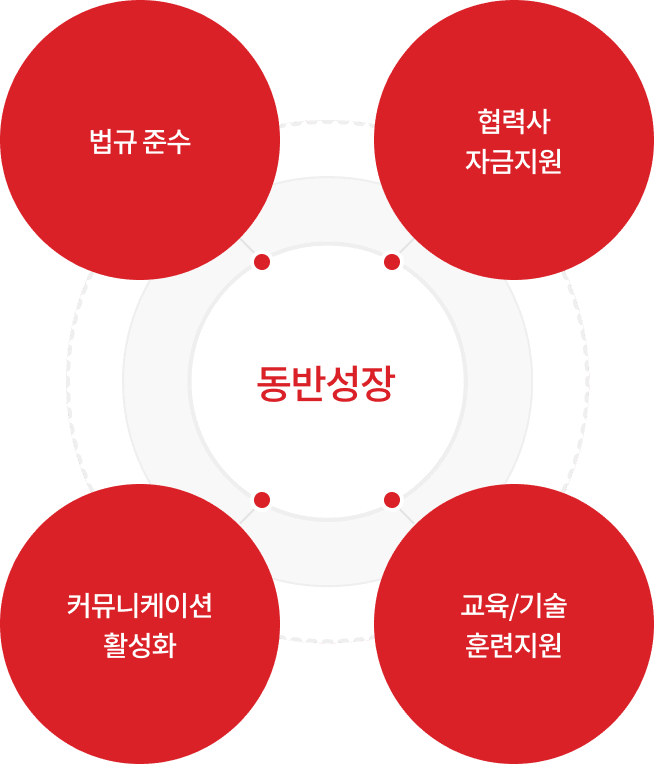 법규 준수
협력사
자금지원
동반성장
커뮤니케이션
활성화
교육/기술
훈련지원